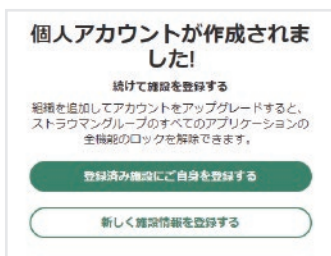 個人アカウントが作成されま
した!
続けて施設を登録する
組織を追加してアカウントをアップグレードすると、
ストラウマングループのすべてのアプリケーションの
全機能のロックを解除できます。
登録済み施設にご自身を登録する
新しく施設情報を登録する